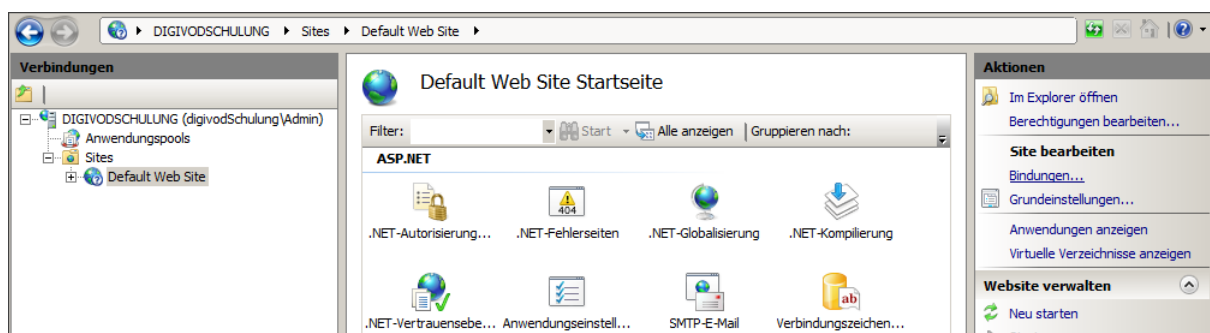 DIGIVODSCHULUNG Sites Default Web Site
Verbindungen
DIGIVODSCHULUNG (digivodSchulung\Admin)
Anwendungspools
Sites
Default Web Site
Default Web Site Startseite
Filter: Start Alle anzeigen Gruppieren nach:
ASP.NET
404
.NET-Autorisierung... .NET-Fehlerseiten .NET-Globalisierung .NET-Kompilierung
ab
.NET-Vertrauensebe... Anwendungseinstell... SMTP-E-Mail Verbindungszeichen...
Aktionen
Im Explorer öffnen
Berechtigungen bearbeiten...
Site bearbeiten
Bindungen...
Grundeinstellungen...
Anwendungen anzeigen
Virtuelle Verzeichnisse anzeigen
Website verwalten
Neu starten